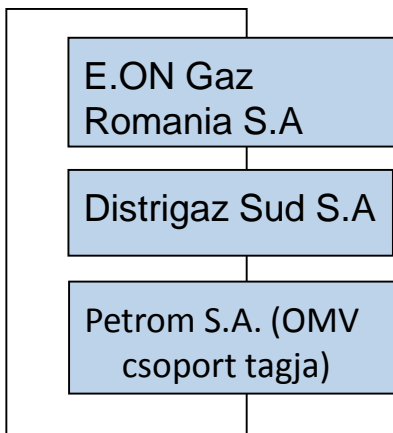 E.ON Gaz
Romania S.A
Distrigaz Sud S.A
Petrom S.A. (OMV
csoport tagja)